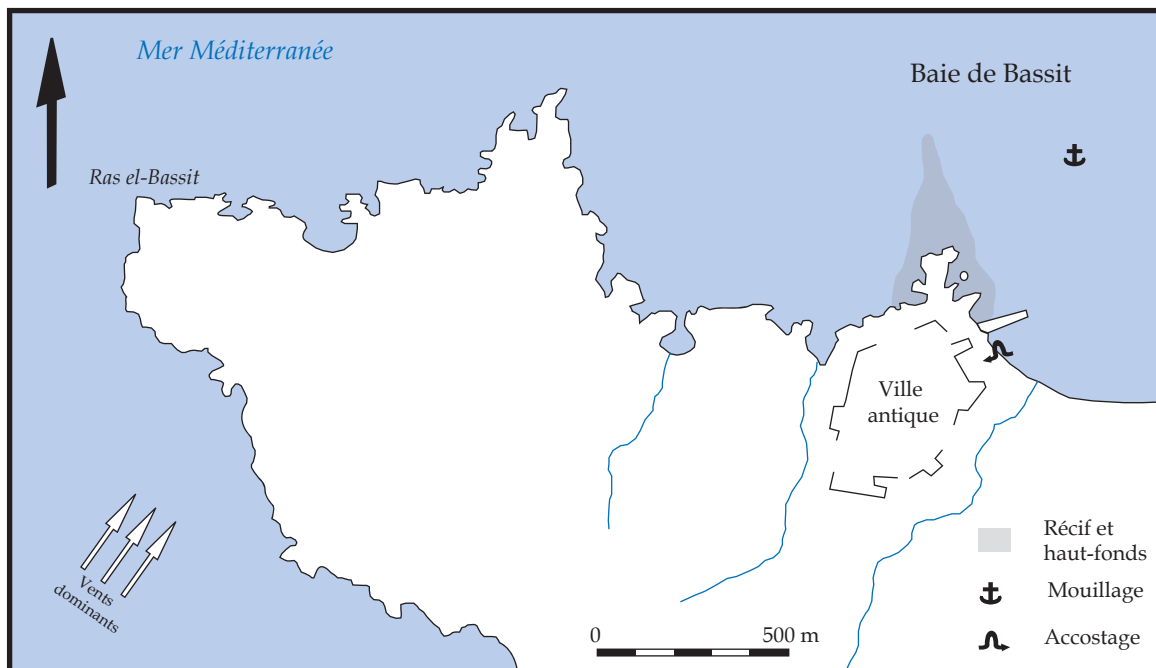 Mer Méditerranée
Baie de Bassit
Ras el-Bassit
Ville
antique
Vents
dominants
Récif et
haut-fonds
Mouillage
Accostage
0 500 m